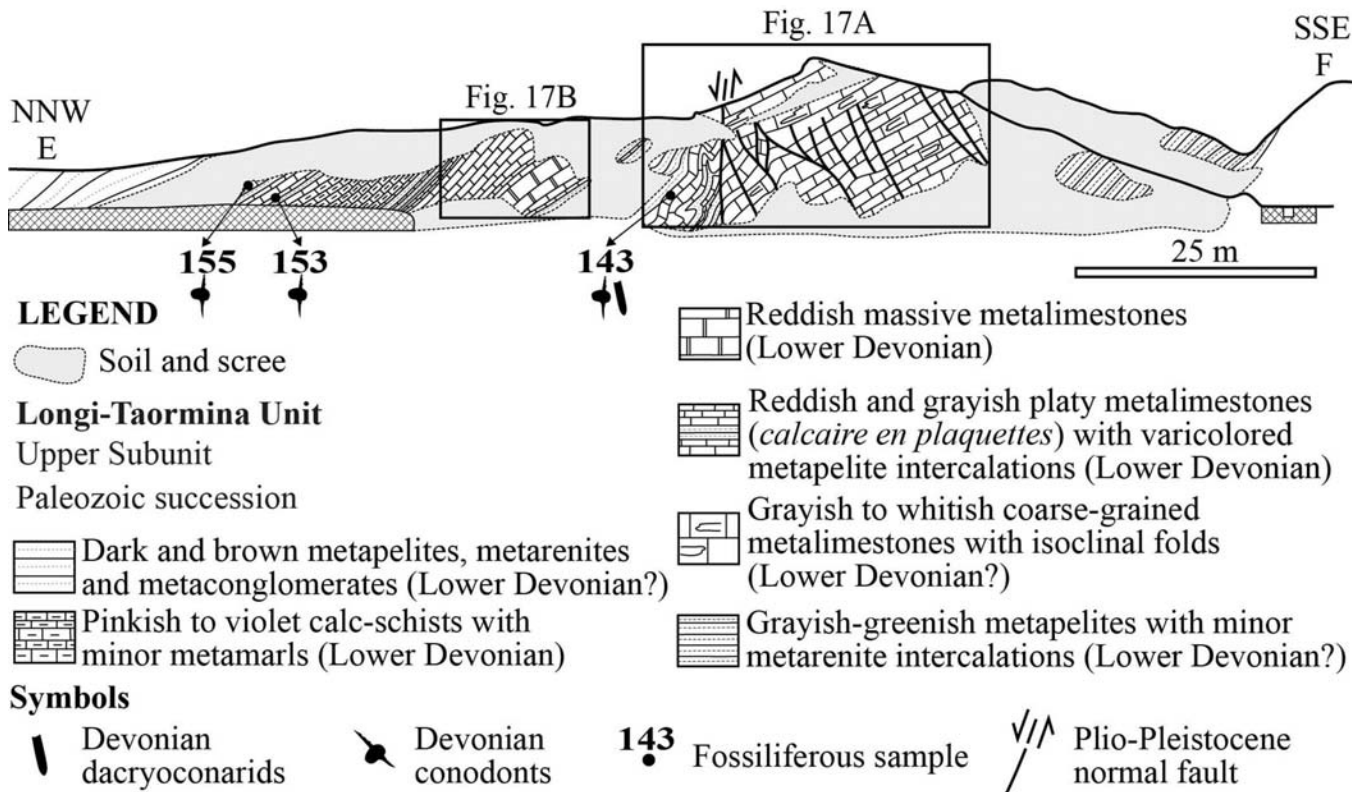 Fig. 17A
SSE
F
NNW
E
Fig. 17B
155
153
143
25 m
LEGEND
Soil and scree
Longi-Taormina Unit
Upper Subunit
Paleozoic succession
Dark and brown metapelites, metarenites
and metaconglomerates (Lower Devonian?)
Pinkish to violet calc-schists with
minor metamarls (Lower Devonian)
Reddish massive metalimestones
(Lower Devonian)
Reddish and grayish platy metalimestones
(calcaire en plaquettes) with varicolored
metapelite intercalations (Lower Devonian)
Grayish to whitish coarse-grained
metalimestones with isoclinal folds
(Lower Devonian?)
Grayish-greenish metapelites with minor
metarenite intercalations (Lower Devonian?)
Symbols
Devonian
dacryoconarids
Devonian
conodonts
143
Fossiliferous sample
Plio-Pleistocene
normal fault